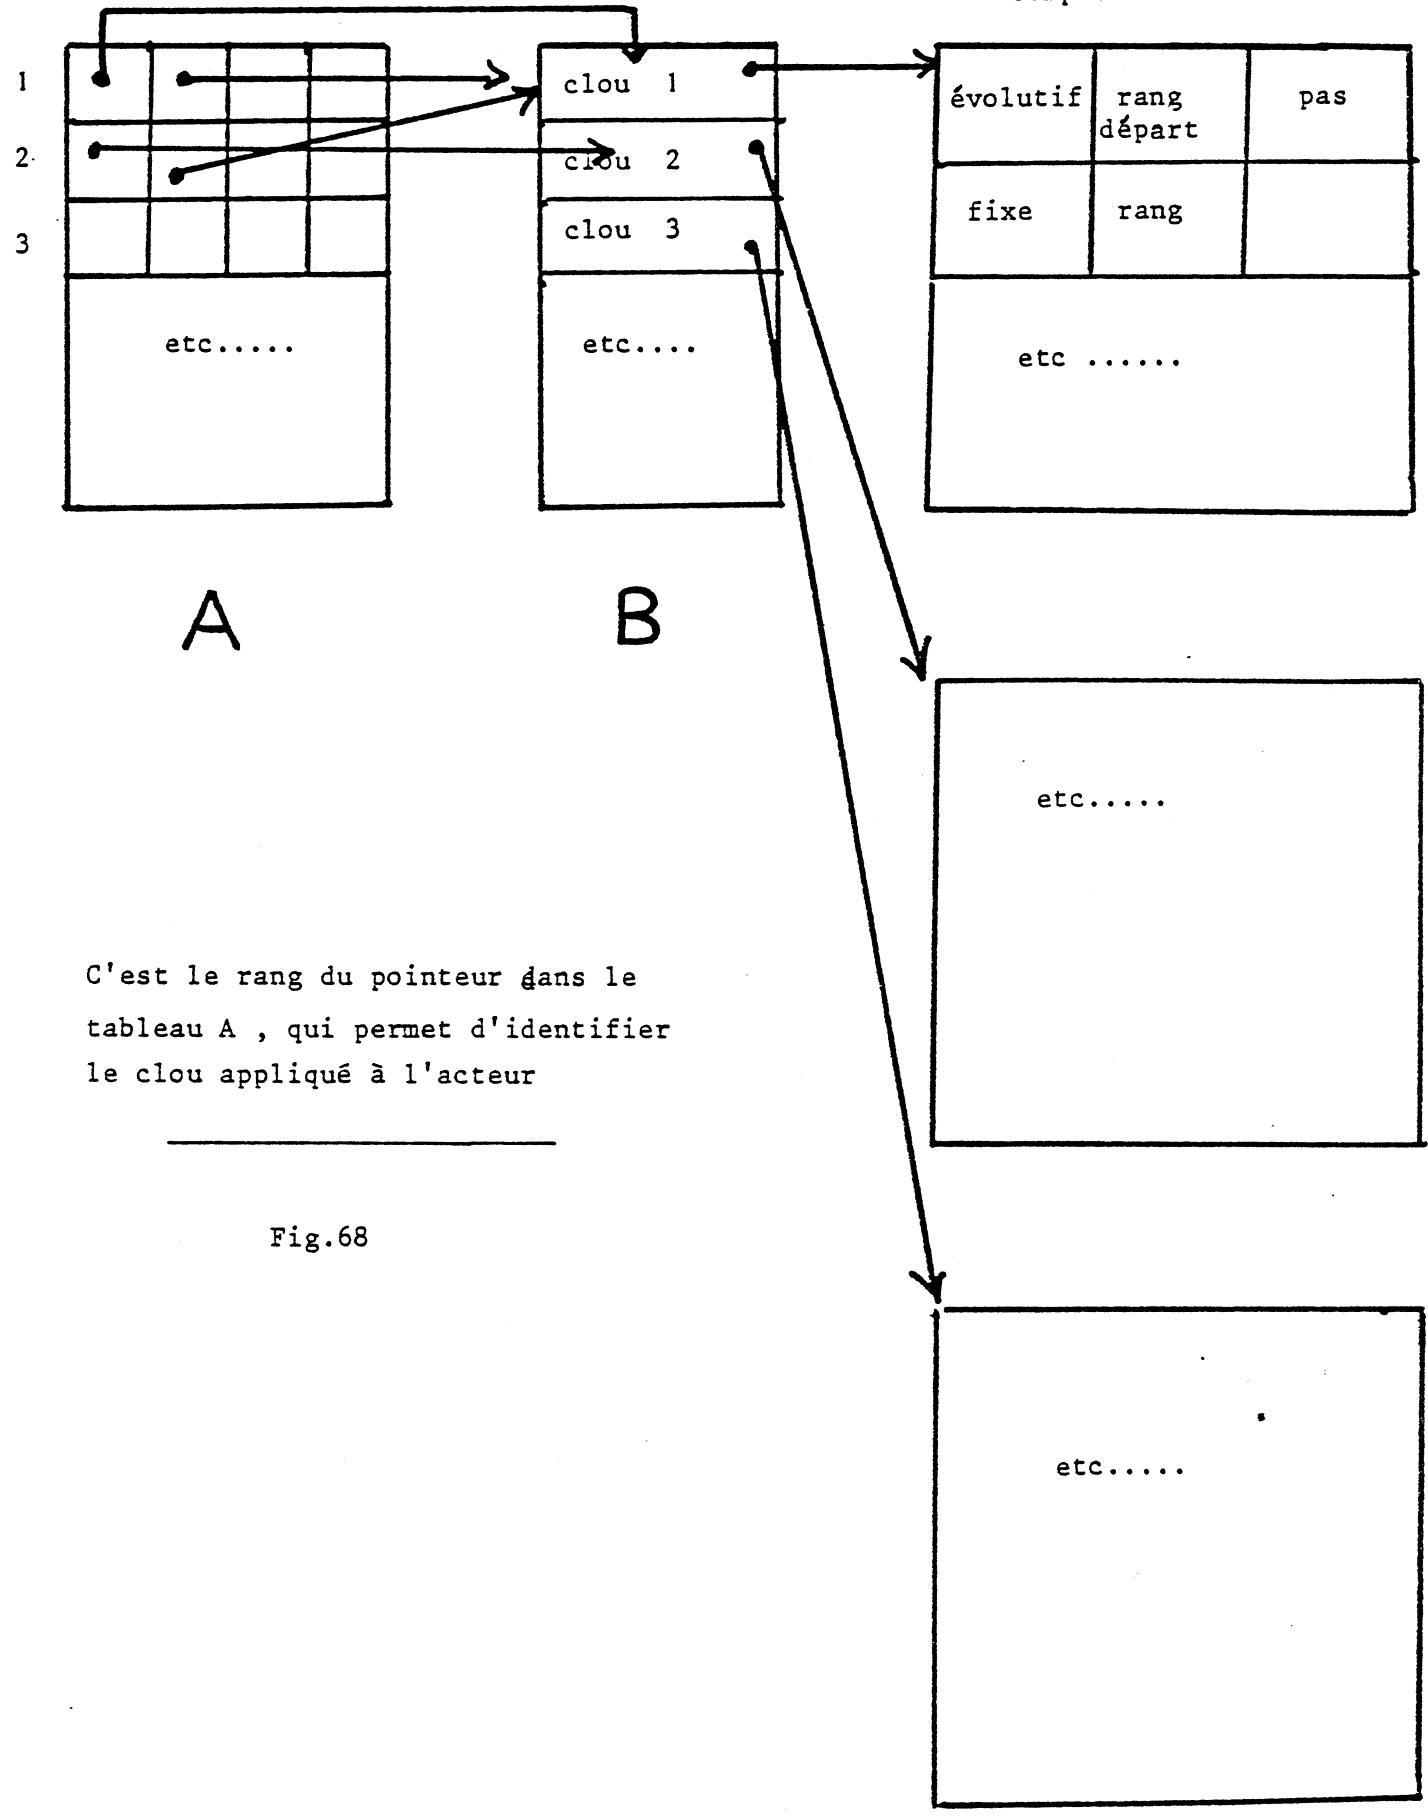 1
2
3
etc.....
A
clou 1
clou 2
clou 3
etc....
B
évolutif
rang
départ
pas
fixe
rang
etc ......
etc.....
etc.....
C'est le rang du pointeur dans le
tableau A , qui permet d'identifier
le clou appliqué à l'acteur
Fig.68